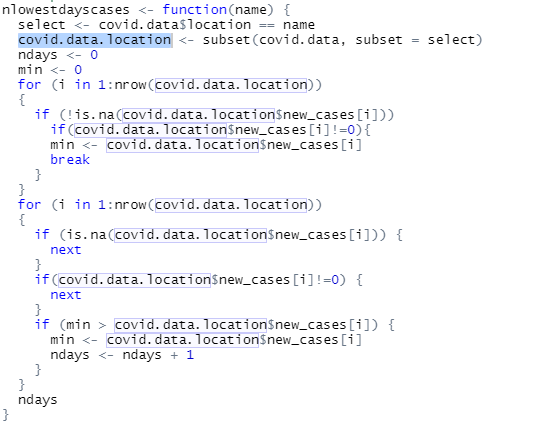 nlowestdayscases <- function(name) {
  select <- covid.data$location == name
  covid.data.location <- subset(covid.data, subset = select)
  ndays <- 0
  min <- 0
  for (i in 1:nrow(covid.data.location))
  {
    if (!is.na(covid.data.location$new_cases[i]))
      if(covid.data.location$new_cases[i]!=0){
      min <- covid.data.location$new_cases[i]
      break
    }
  }
  for (i in 1:nrow(covid.data.location))
  {
    if (is.na(covid.data.location$new_cases[i])) {
      next
    }
    if(covid.data.location$new_cases[i]!=0) {
      next
    }
    if (min > covid.data.location$new_cases[i]) {
      min <- covid.data.location$new_cases[i]
      ndays <- ndays + 1
    }
  }
  ndays
}